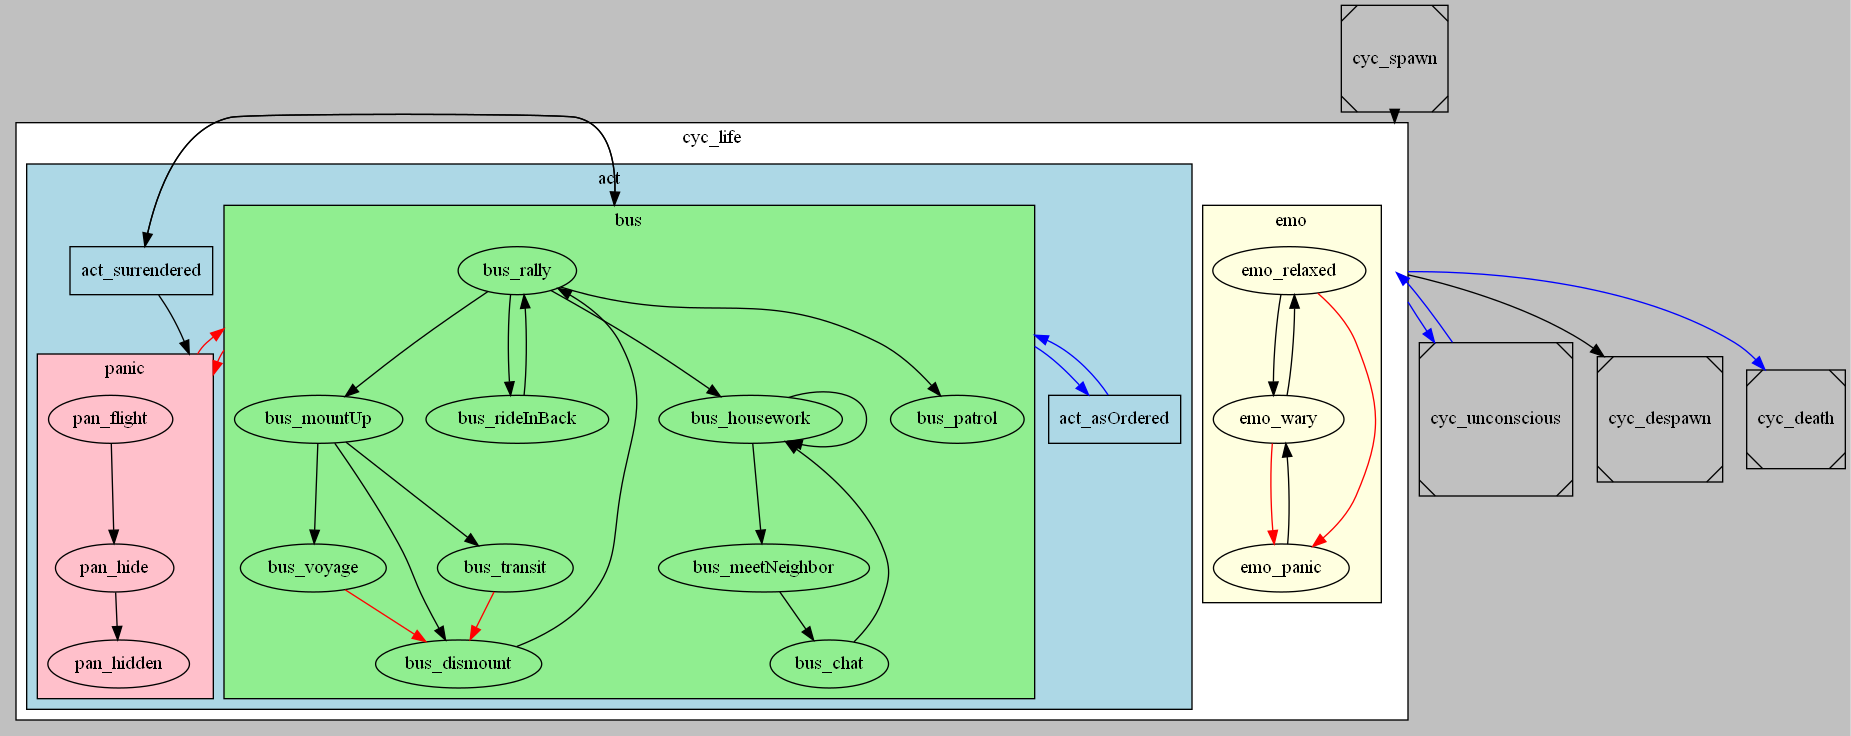 cyc_spawn
cyc_life
act
bus
emo
act_surrendered
bus_rally
emo_relaxed
panic
pan_flight
bus_mountUp
bus_rideInBack
bus_housework
bus_patrol
act_asOrdered
emo_wary
cyc_unconscious
cyc_despawn
cyc_death
pan_hide
bus_voyage
bus_transit
bus_meetNeighbor
emo_panic
pan_hidden
bus_dismount
bus_chat